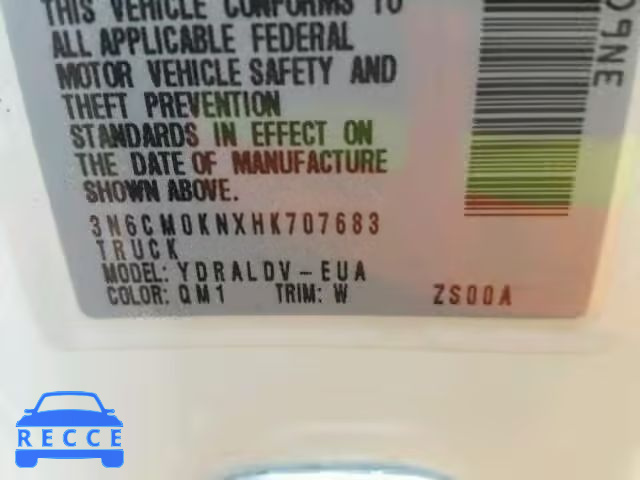 THIS VEHICLE CONFORMS TO
ALL APPLICABLE FEDERAL
MOTOR VEHICLE SAFETY AND
THEFT PREVENTION
STANDARDS IN EFFECT ON
THE DATE OF MANUFACTURE
SHOWN ABOVE.
3N6CM0KNXHK707683
TRUCK
MODEL: YDRALDV-EUA
COLOR: QM1 TRIM: W ZS00A
RECCE